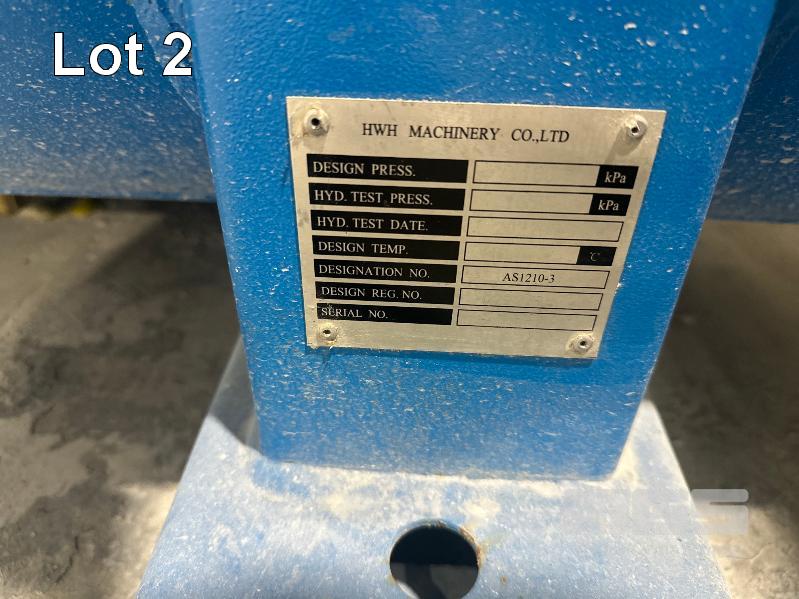 Lot 2
HWH MACHINERY CO.,LTD
DESIGN PRESS. kPa
HYD. TEST PRESS. kPa
HYD. TEST DATE.
DESIGN TEMP. ℃
DESIGNATION NO. AS1210-3
DESIGN REG. NO.
SERIAL NO.